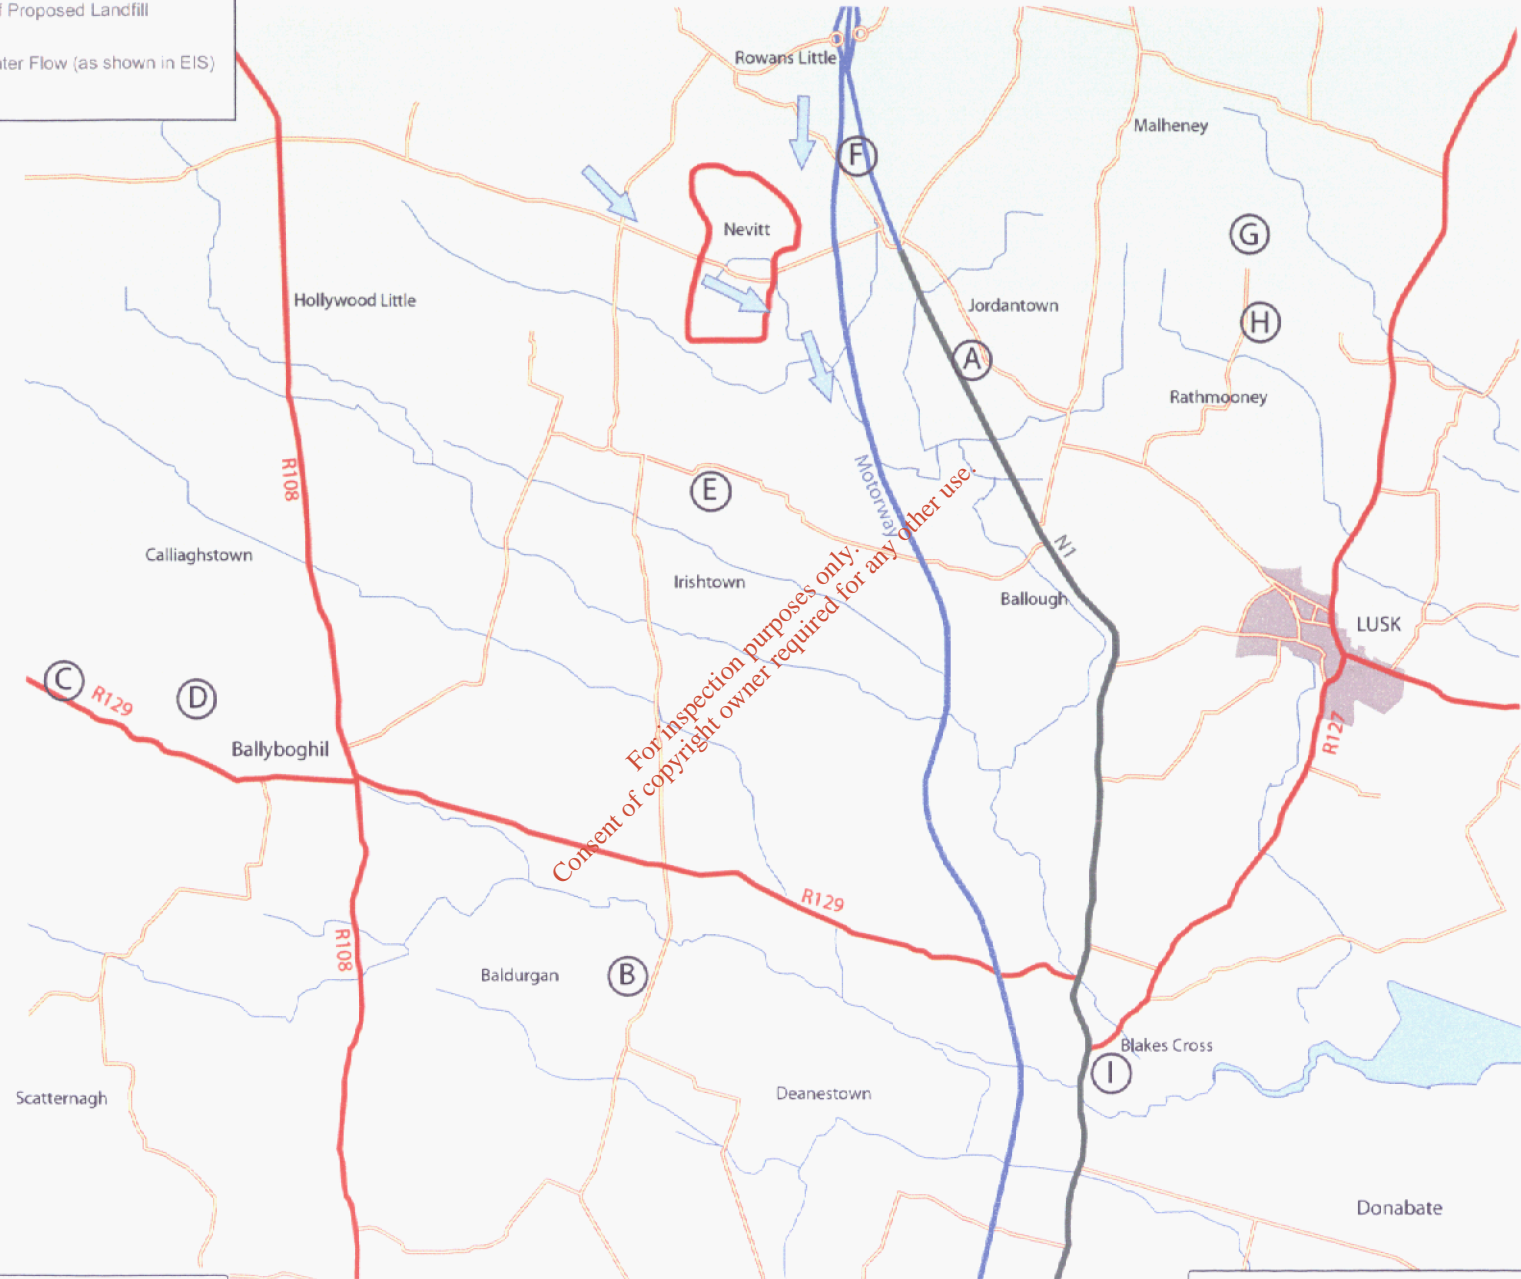 f Proposed Landfill
ter Flow (as shown in EIS)
Rowans Little
Malheney
F
Nevitt
G
Hollywood Little
Jordantown
H
A
Rathmooney
R108
E
Motorway
N1
Calliaghstown
Irishtown
Ballough
LUSK
C
R129
D
R127
Ballyboghil
For inspection purposes only.
Consent of copyright owner required for any other use.
R129
R108
Baldurgan
B
Blakes Cross
I
Scatternagh
Deanestown
Donabate